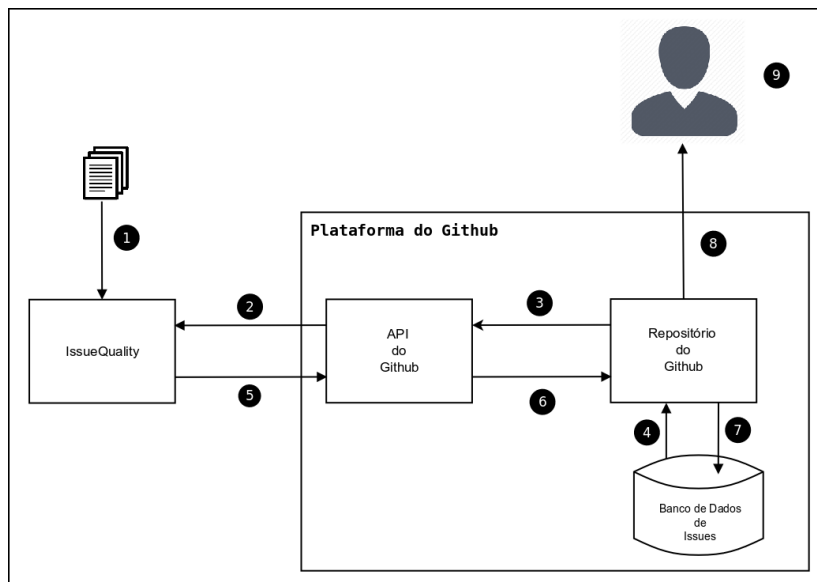 9
1
Plataforma do Github
8
2
3
IssueQuality
API
do
Github
Repositório
do
Github
5
6
4
7
Banco de Dados
de
Issues